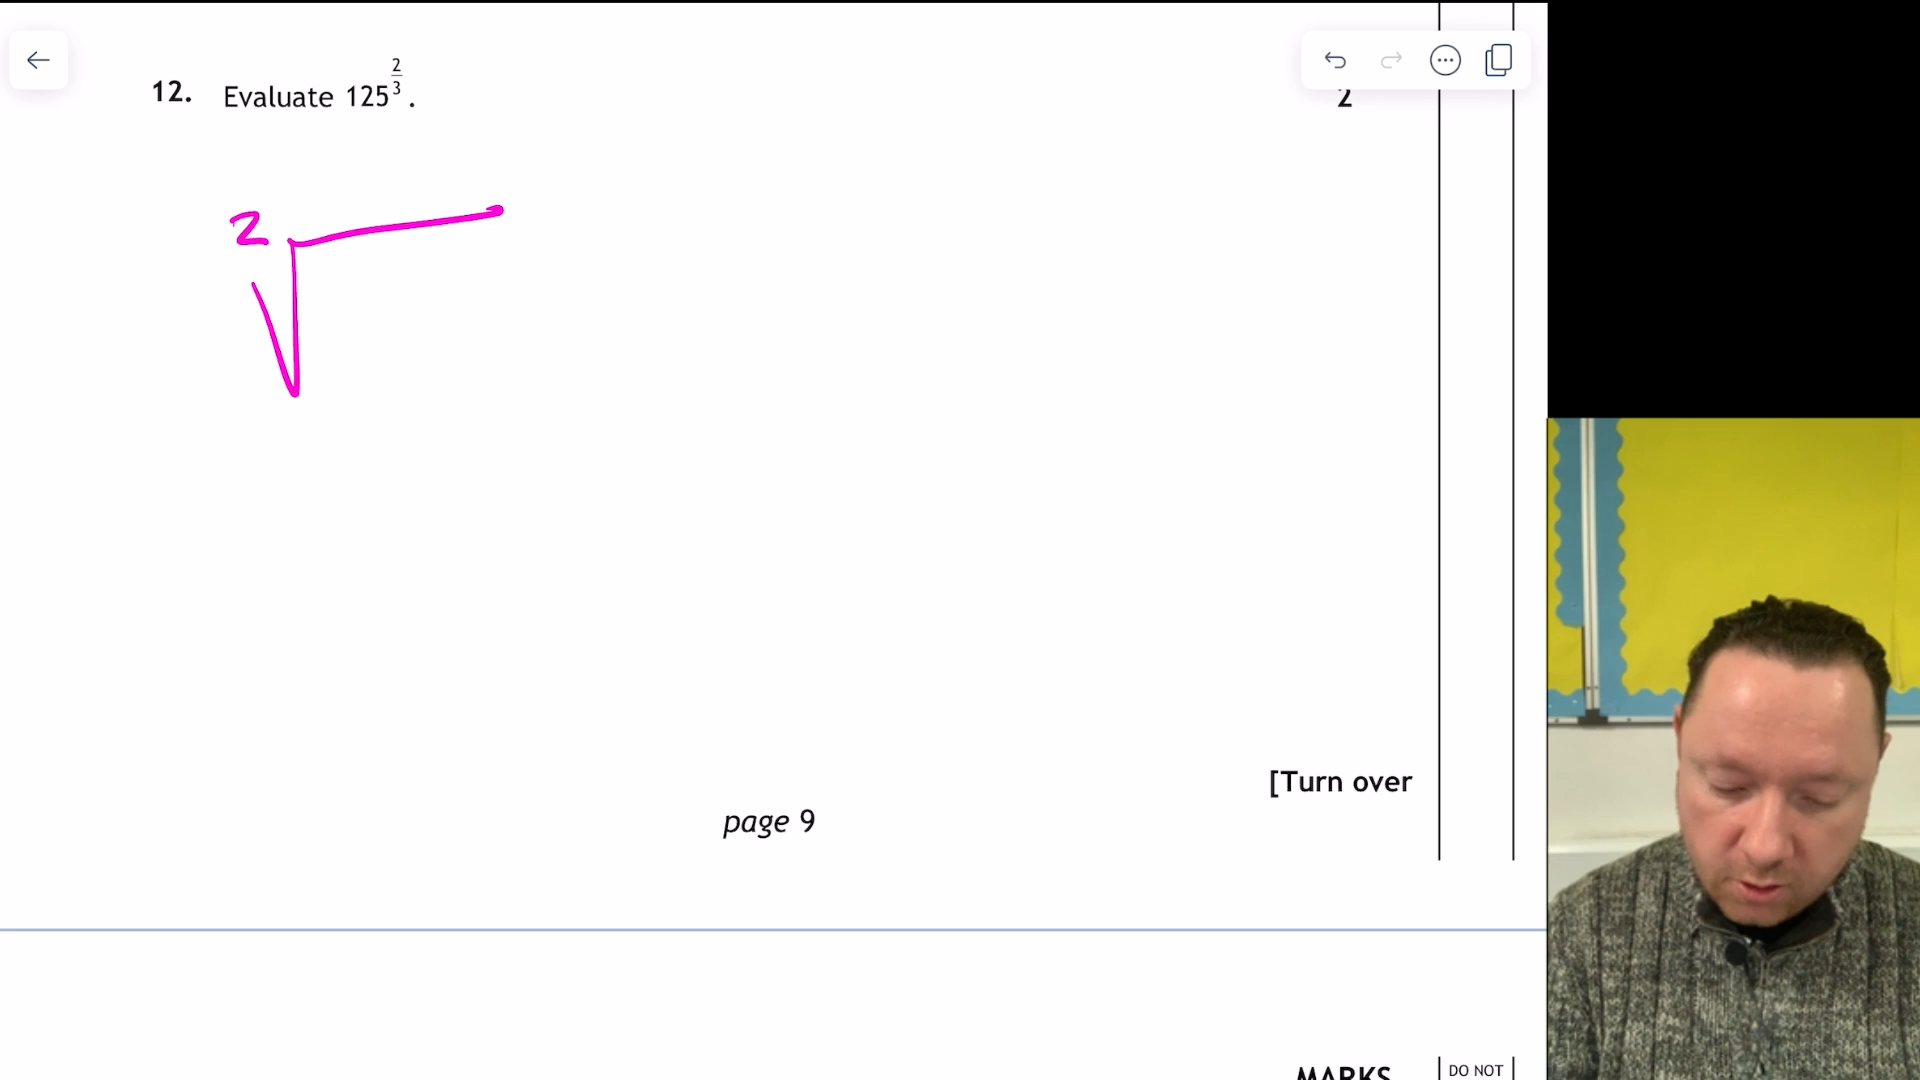 12. Evaluate 125^{2/3}.
2
2√
[Turn over
page 9
MARKS
DO NOT